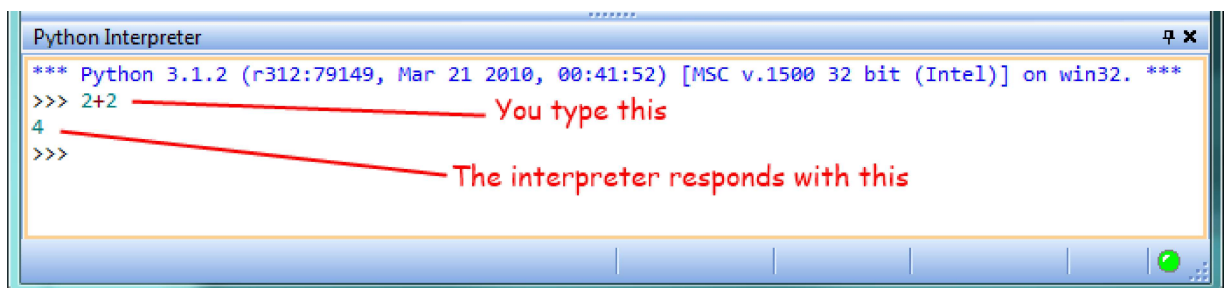 Python Interpreter
*** Python 3.1.2 (r312:79149, Mar 21 2010, 00:41:52) [MSC v.1500 32 bit (Intel)] on win32. ***
>>> 2+2
You type this
4
>>>
The interpreter responds with this